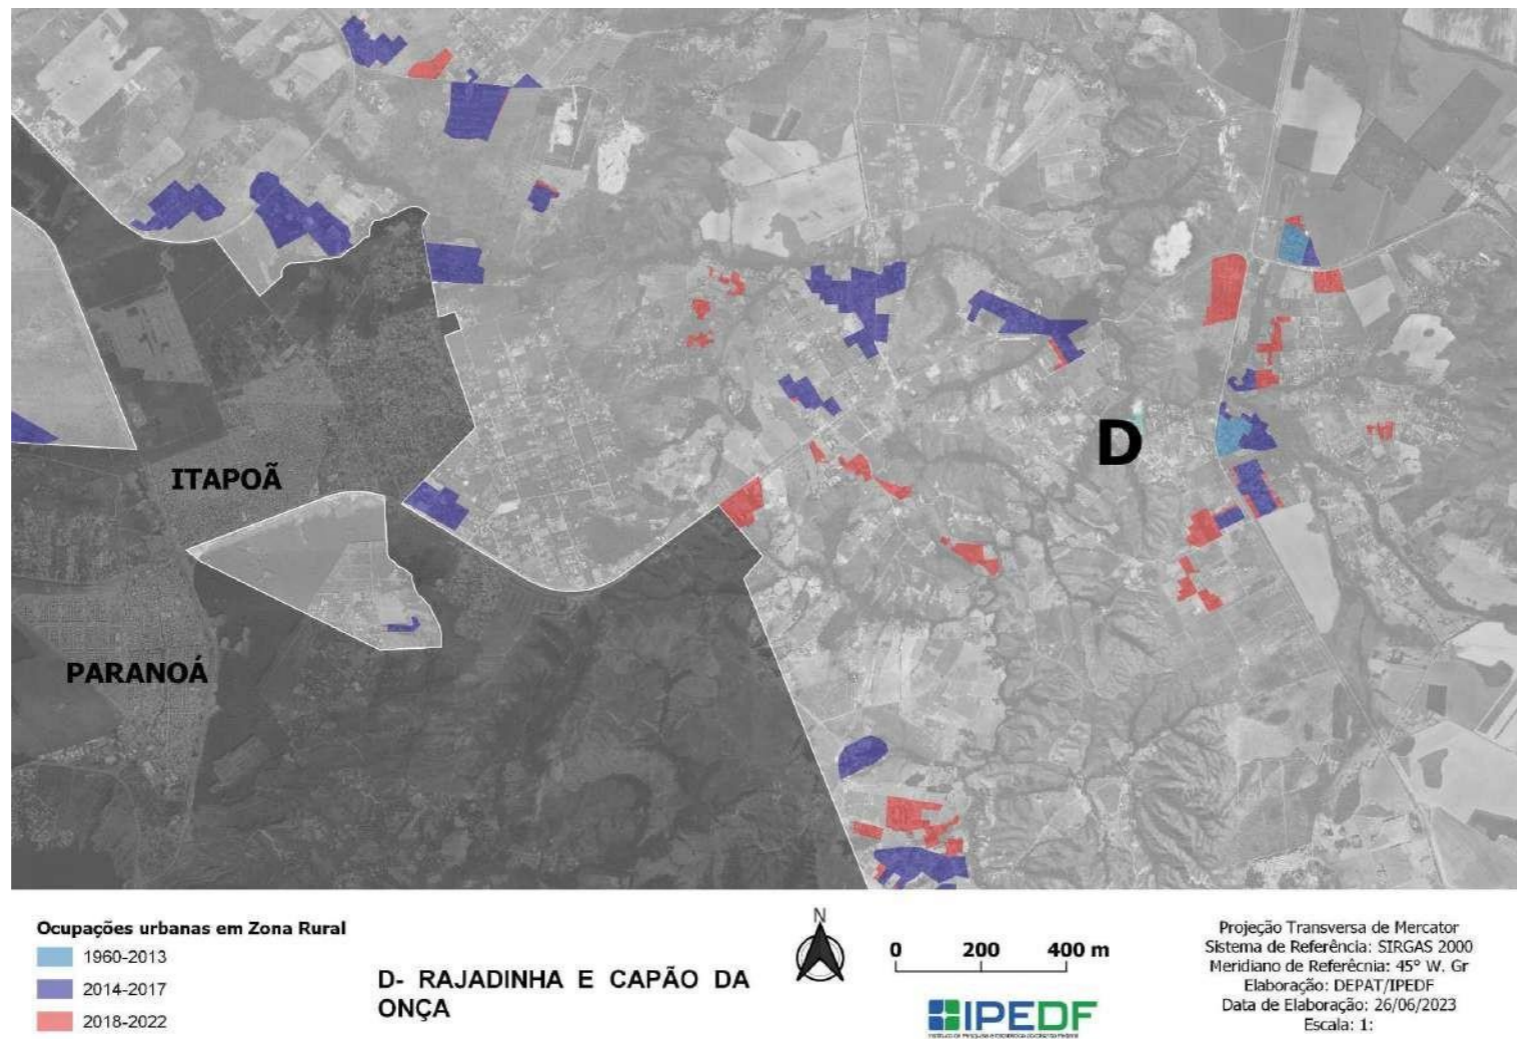 D
ITAPOÃ
PARANOÁ
Ocupações urbanas em Zona Rural
1960-2013
2014-2017
2018-2022
D- RAJADINHA E CAPÃO DA
ONÇA
N
0 200 400 m
IPEDF
Projeção Transversa de Mercator
Sistema de Referência: SIRGAS 2000
Meridiano de Referêcnia: 45° W. Gr
Elaboração: DEPAT/IPEDF
Data de Elaboração: 26/06/2023
Escala: 1: